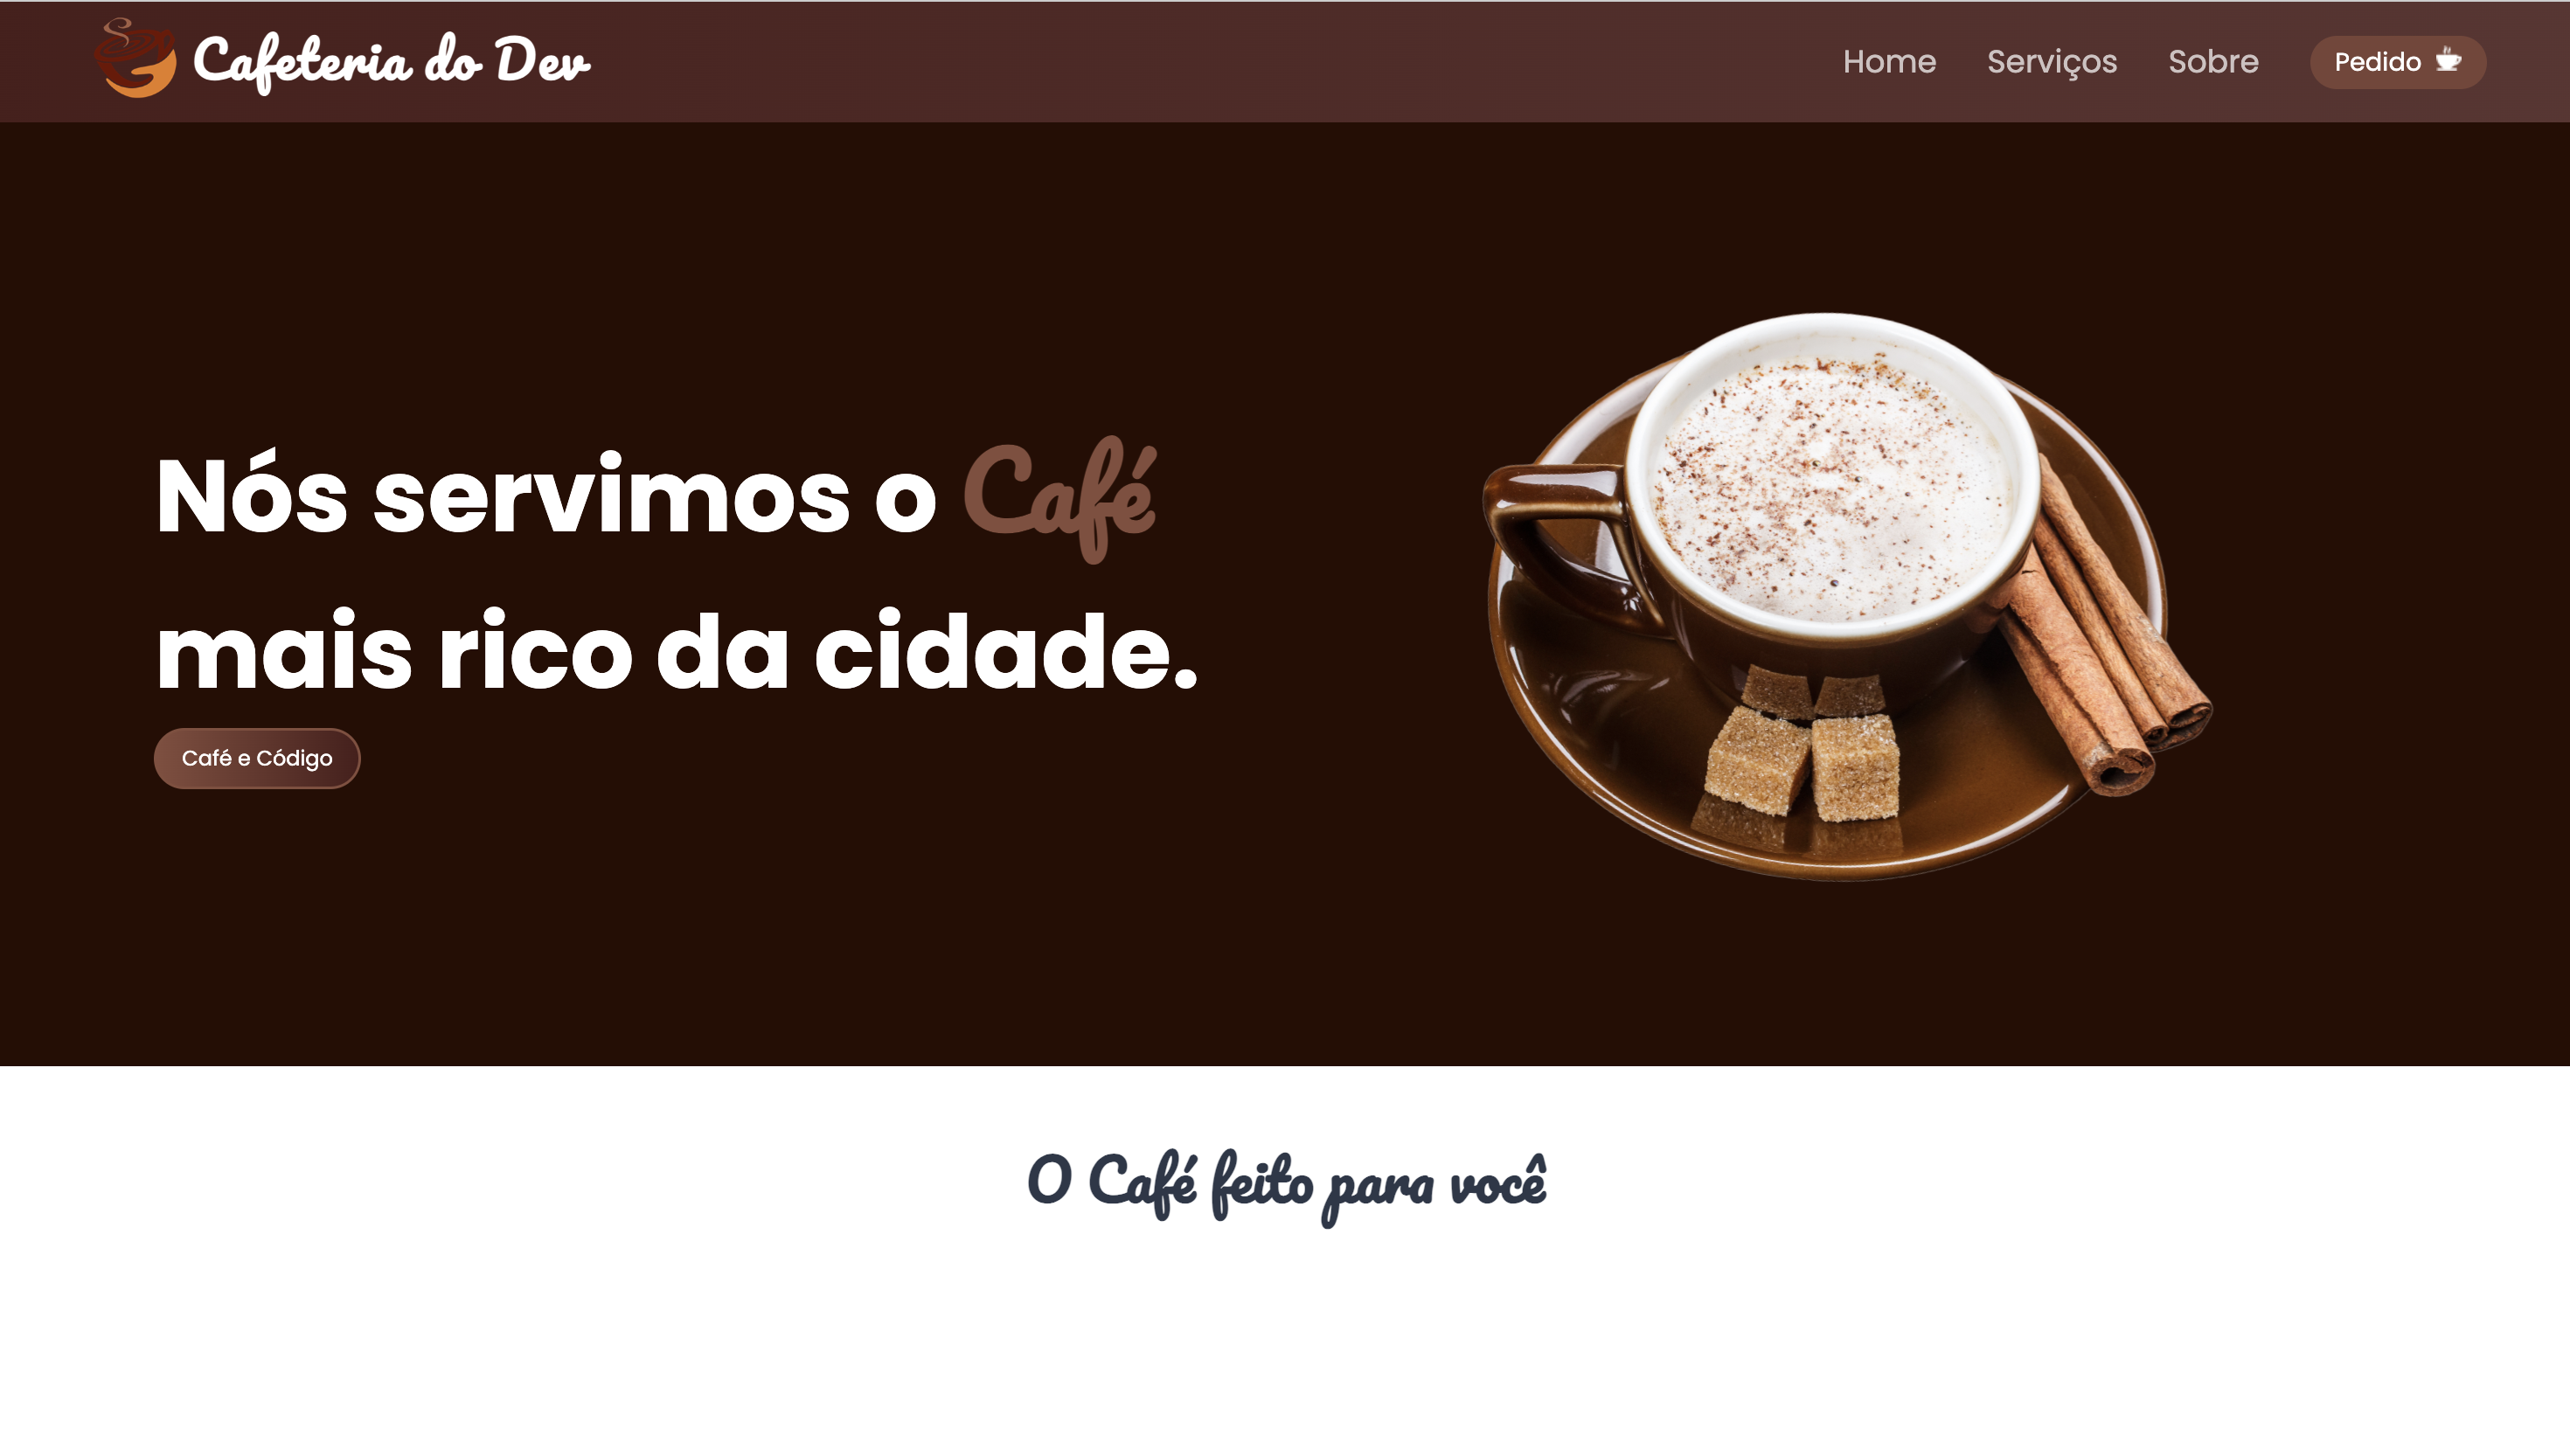 Cafeteria do Dev
Home
Serviços
Sobre
Pedido
Nós servimos o Café
mais rico da cidade.
Café e Código
O Café feito para você